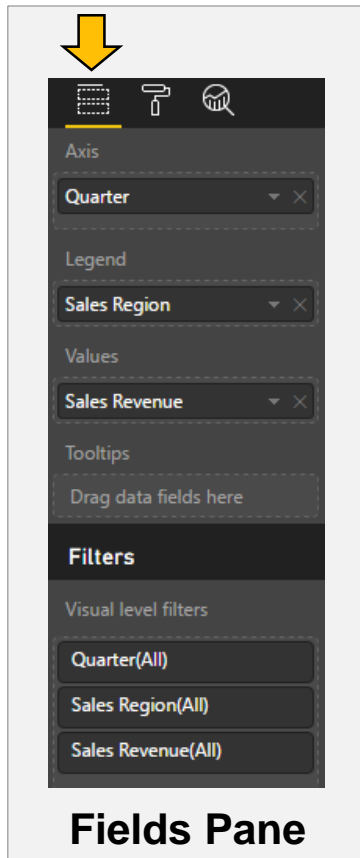 Axis
Quarter
Legend
Sales Region
Values
Sales Revenue
Tooltips
Drag data fields here
Filters
Visual level filters
Quarter(All)
Sales Region(All)
Sales Revenue(All)
Fields Pane